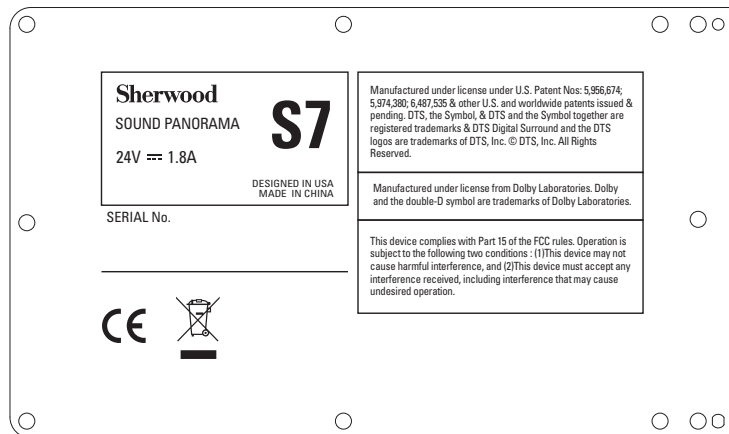 Sherwood
SOUND PANORAMA
24V ⎓ 1.8A
S7
DESIGNED IN USA
MADE IN CHINA
SERIAL No.
CE
Manufactured under license under U.S. Patent Nos: 5,956,674;
5,974,380; 6,487,535 & other U.S. and worldwide patents issued &
pending. DTS, the Symbol, & DTS and the Symbol together are
registered trademarks & DTS Digital Surround and the DTS
logos are trademarks of DTS, Inc. © DTS, Inc. All Rights
Reserved.
Manufactured under license from Dolby Laboratories. Dolby
and the double-D symbol are trademarks of Dolby Laboratories.
This device complies with Part 15 of the FCC rules. Operation is
subject to the following two conditions : (1)This device may not
cause harmful interference, and (2)This device must accept any
interference received, including interference that may cause
undesired operation.